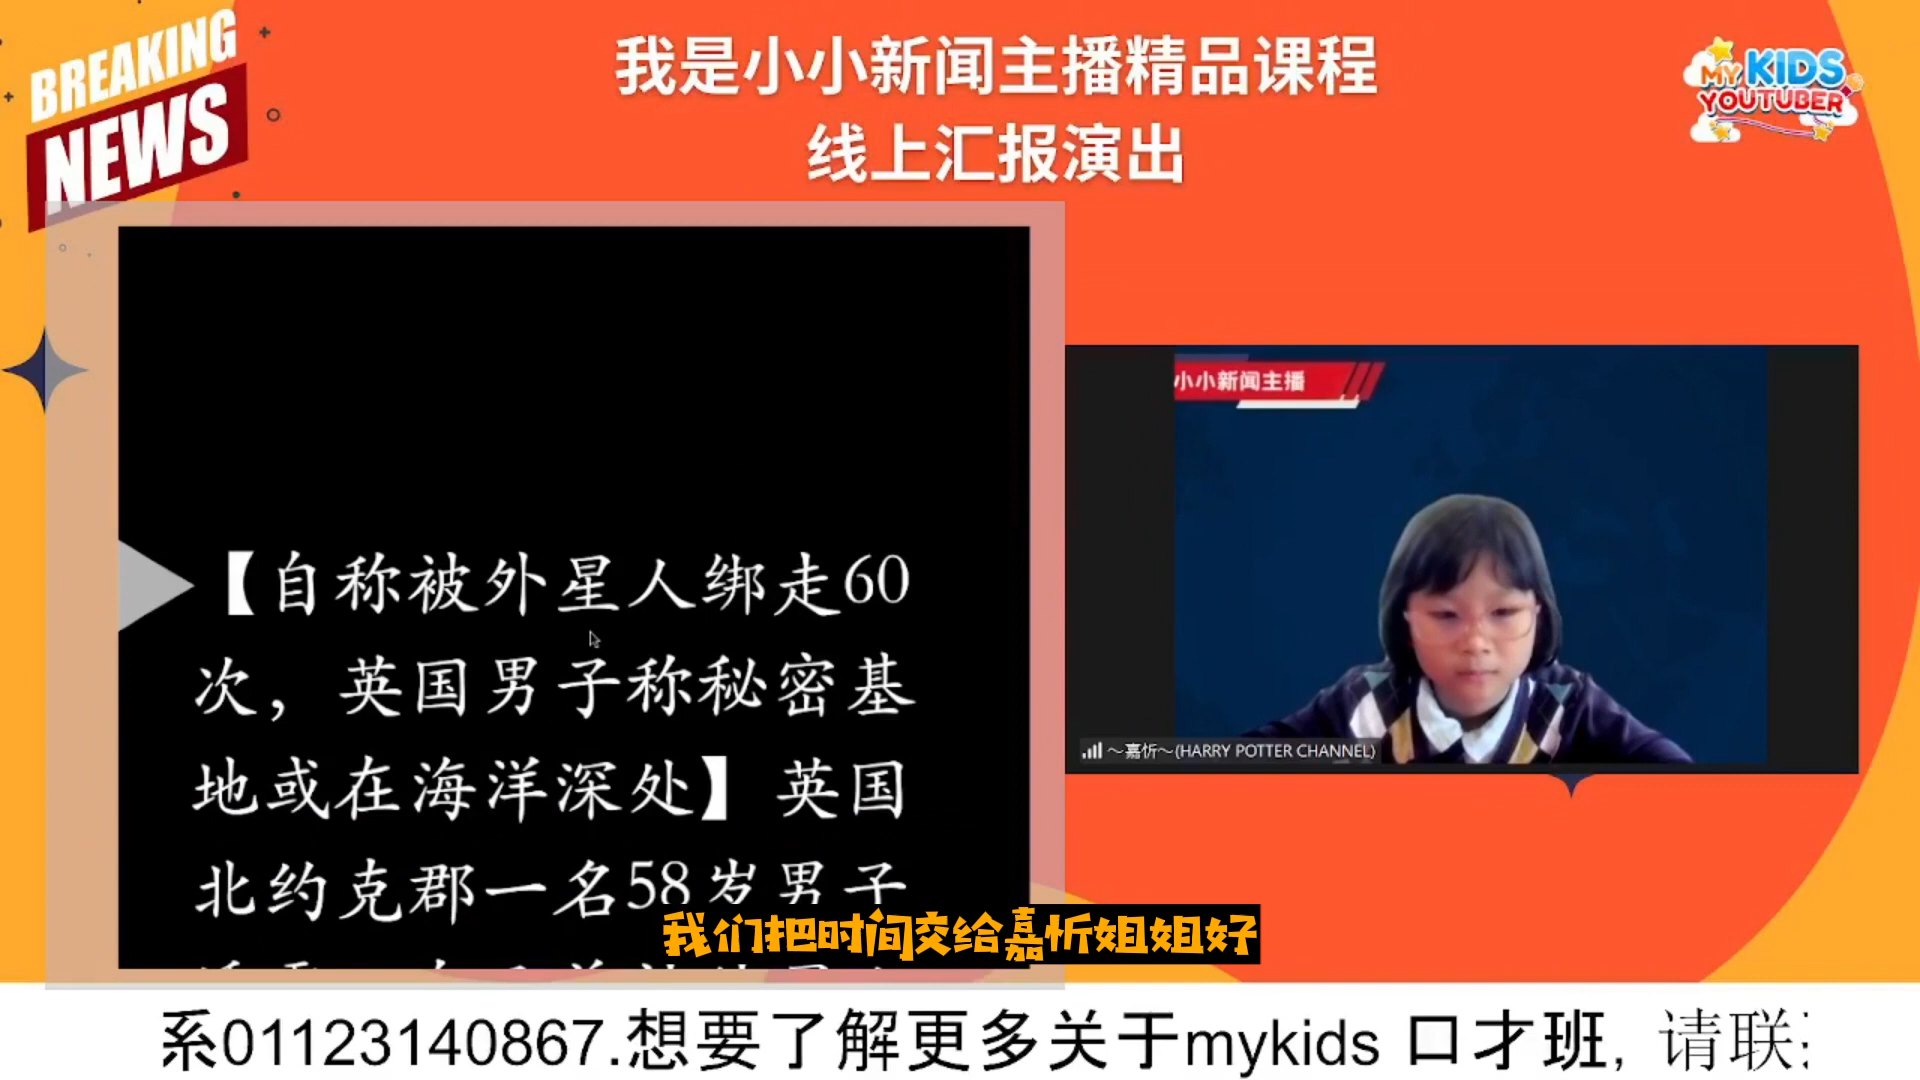 BREAKING
NEWS
我是小小新闻主播精品课程
线上汇报演出
MY KIDS
YOUTUBER
【自称被外星人绑走60
次，英国男子称秘密基
地或在海洋深处】英国
北约克郡一名58岁男子
小小新闻主播
～嘉忻～(HARRY POTTER CHANNEL)
我们把时间交给嘉忻姐姐好
系01123140867.想要了解更多关于mykids 口才班, 请联